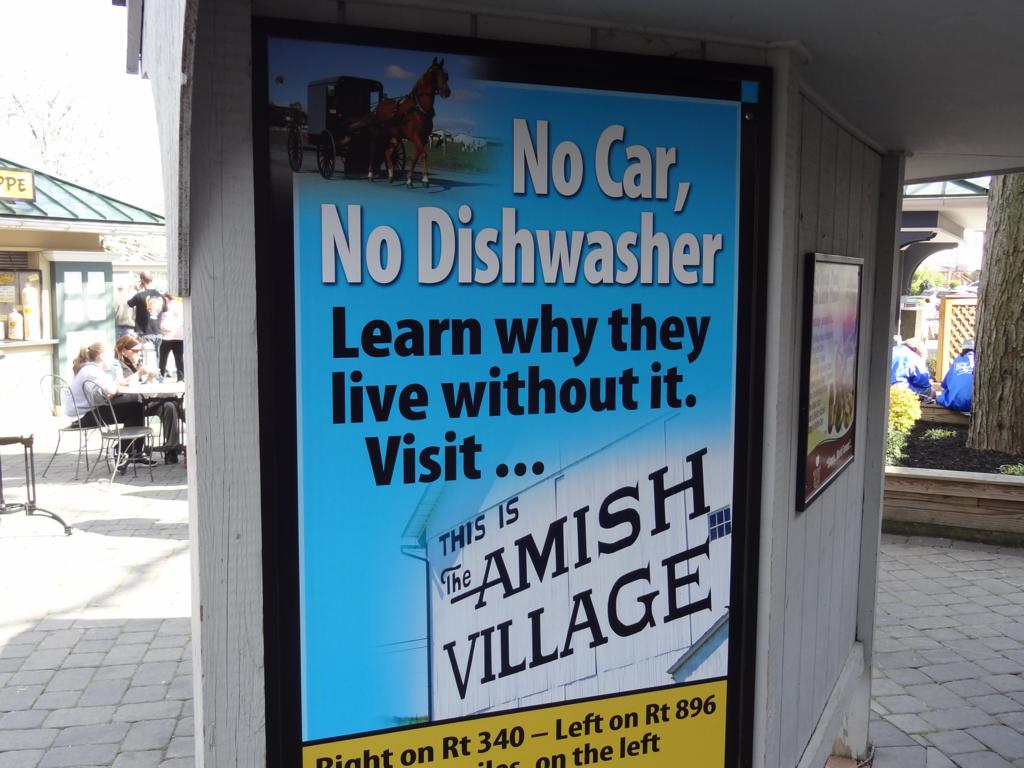 No Car,
No Dishwasher
Learn why they
live without it.
Visit ...
THIS IS
The AMISH
VILLAGE
Right on Rt 340 – Left on Rt 896
on the left
PPE